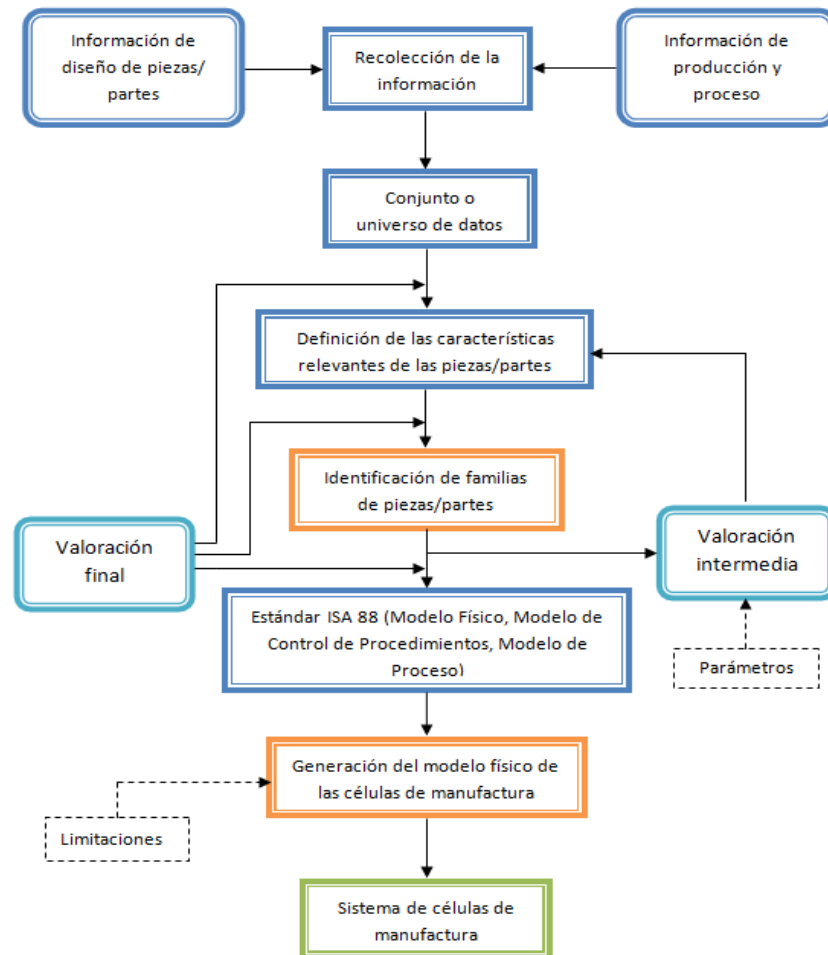 Información de
diseño de piezas/
partes
Recolección de la
información
Información de
producción y
proceso
Conjunto o
universo de datos
Definición de las características
relevantes de las piezas/partes
Identificación de familias
de piezas/partes
Valoración
final
Valoración
intermedia
Estándar ISA 88 (Modelo Físico, Modelo de
Control de Procedimientos, Modelo de
Proceso)
Parámetros
Generación del modelo físico de
las células de manufactura
Limitaciones
Sistema de células de
manufactura